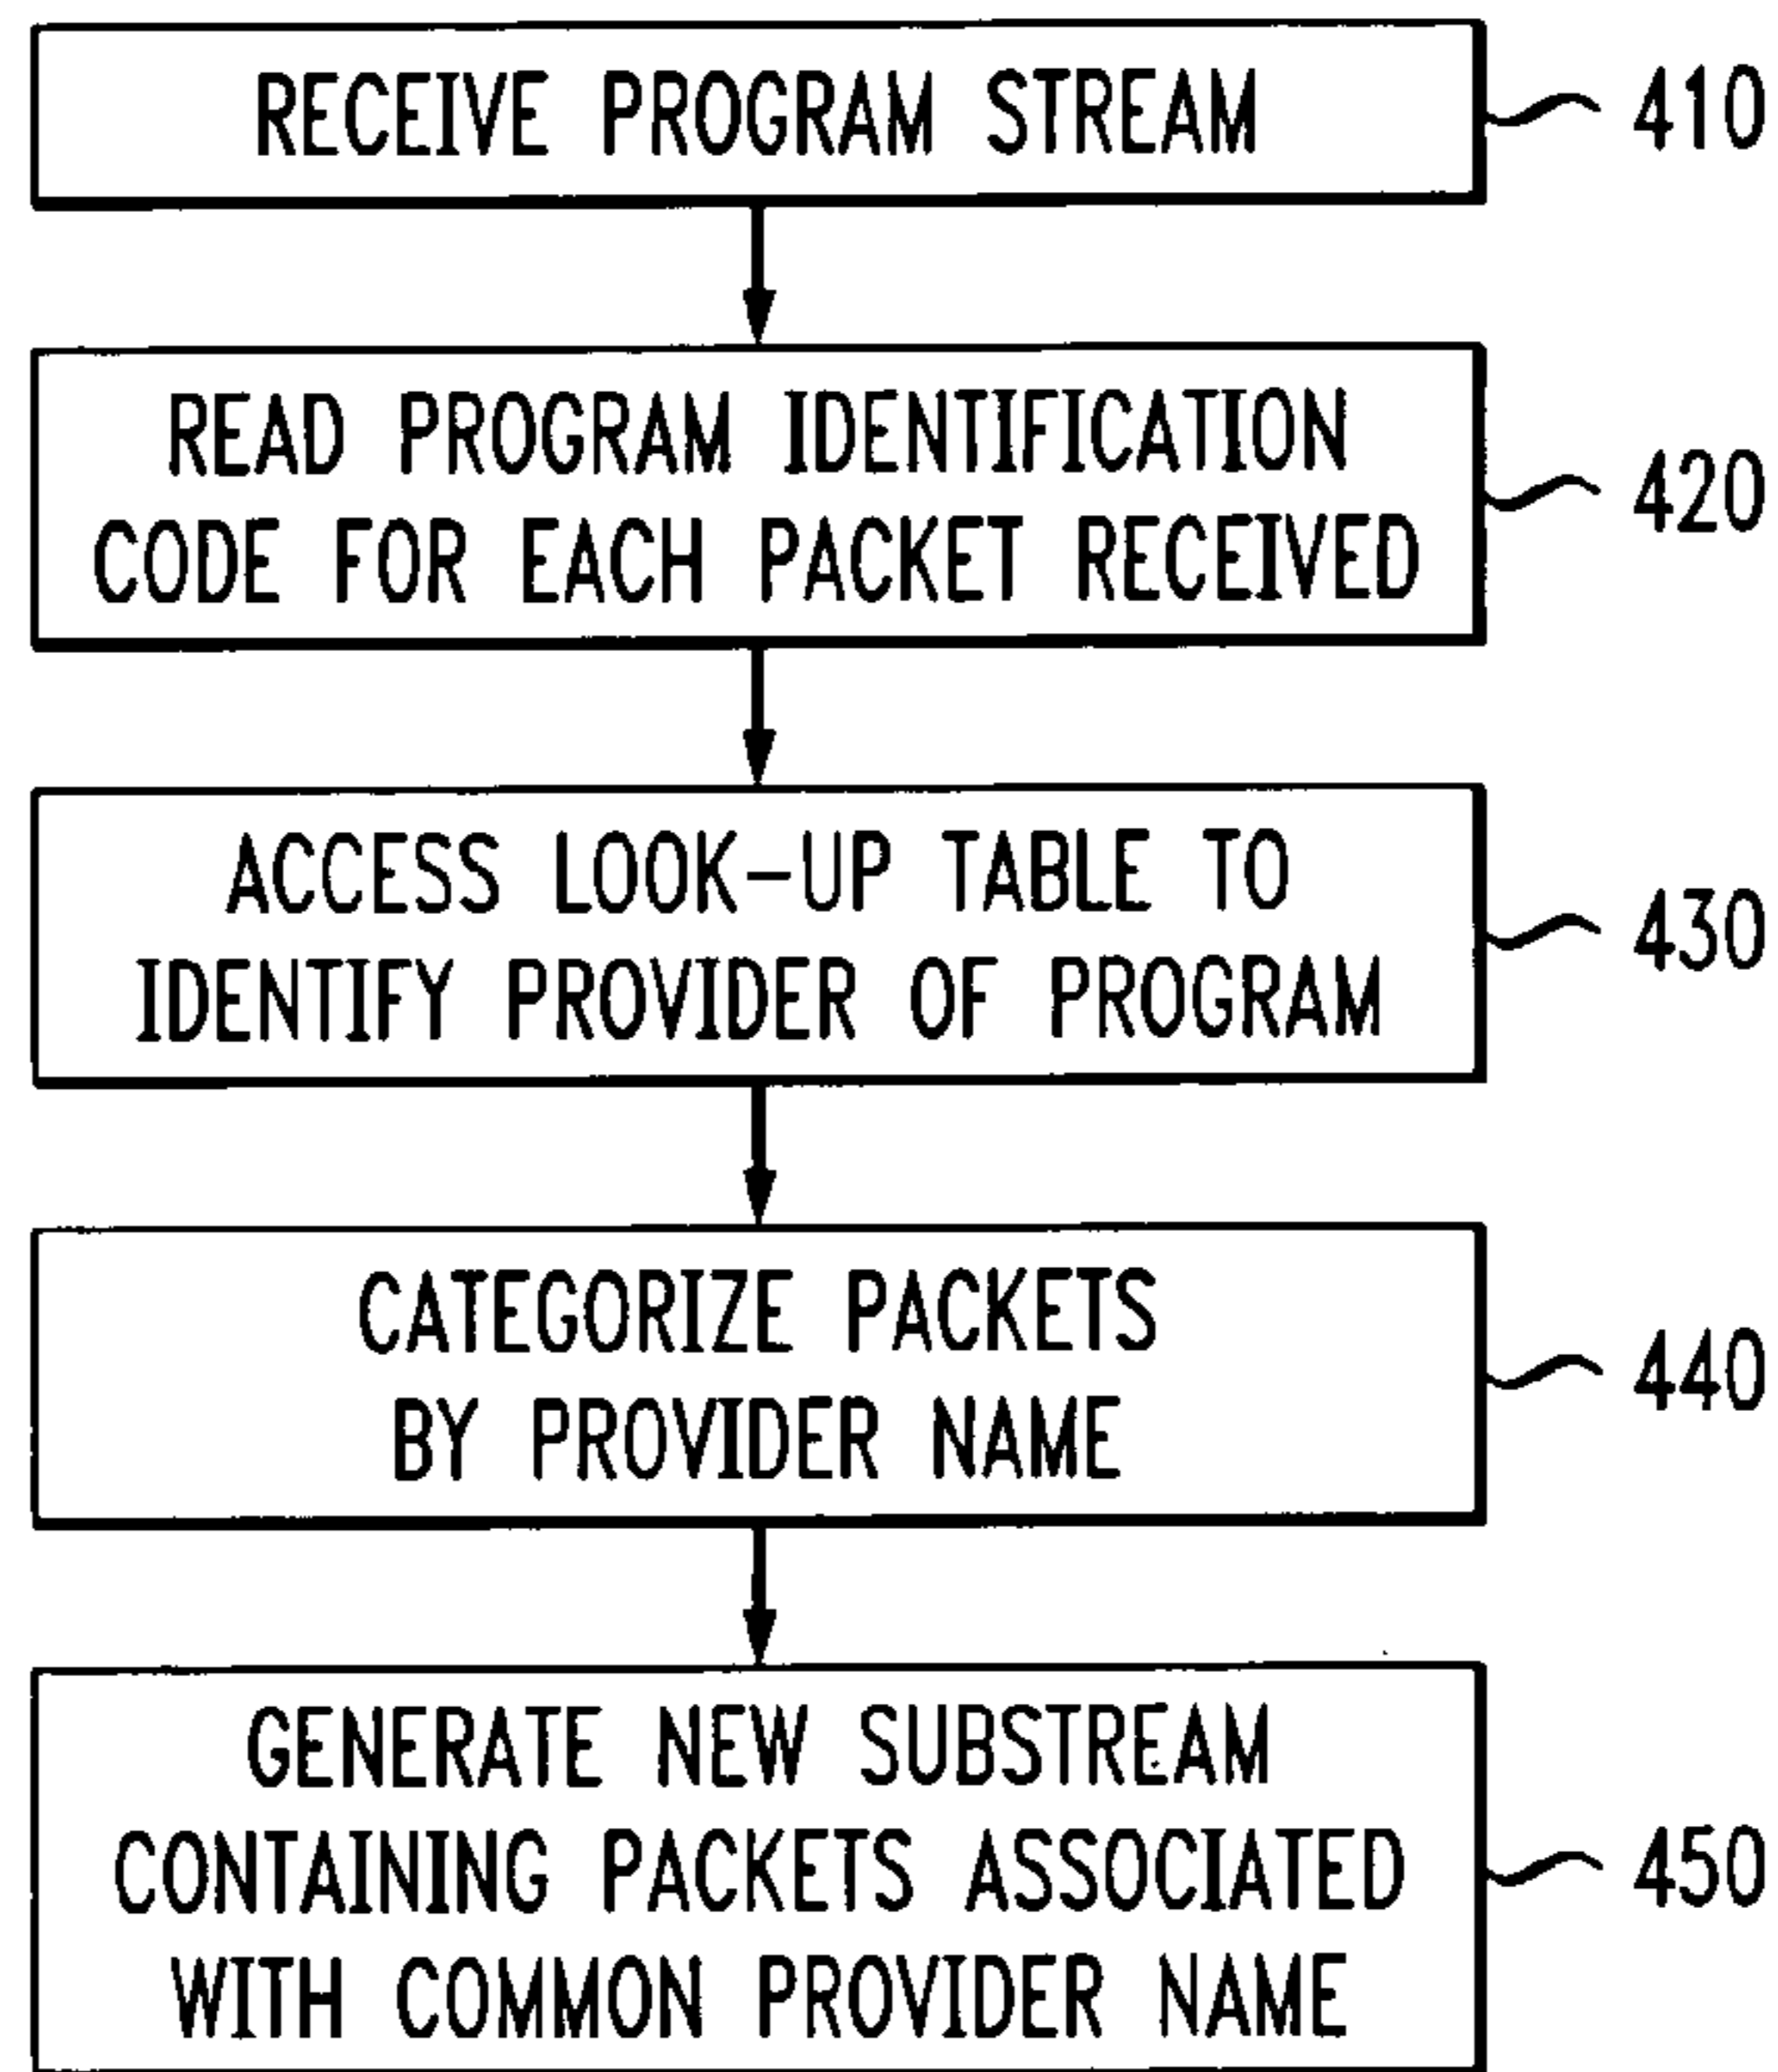 RECEIVE PROGRAM STREAM
410
READ PROGRAM IDENTIFICATION
CODE FOR EACH PACKET RECEIVED
420
ACCESS LOOK-UP TABLE TO
IDENTIFY PROVIDER OF PROGRAM
430
CATEGORIZE PACKETS
BY PROVIDER NAME
440
GENERATE NEW SUBSTREAM
CONTAINING PACKETS ASSOCIATED
WITH COMMON PROVIDER NAME
450